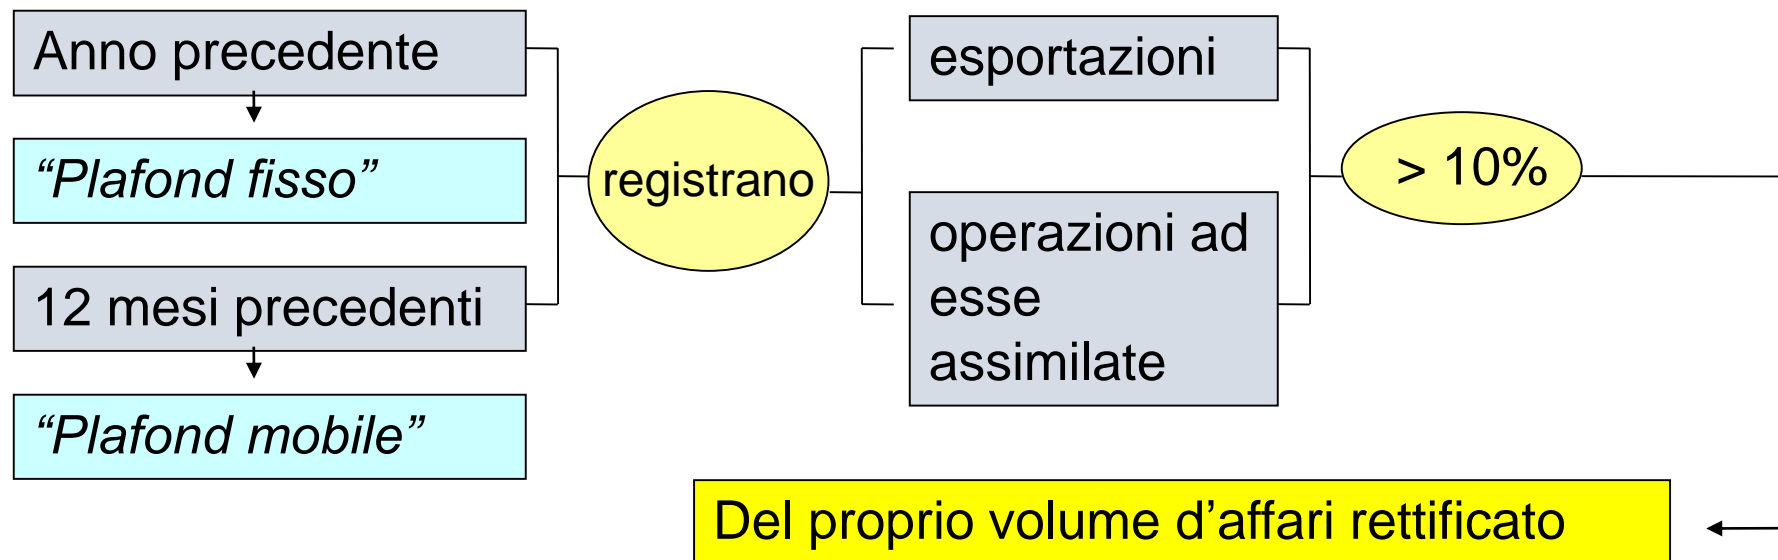 Anno precedente
“Plafond fisso”
12 mesi precedenti
“Plafond mobile”
registrano
esportazioni
operazioni ad
esse
assimilate
> 10%
Del proprio volume d’affari rettificato